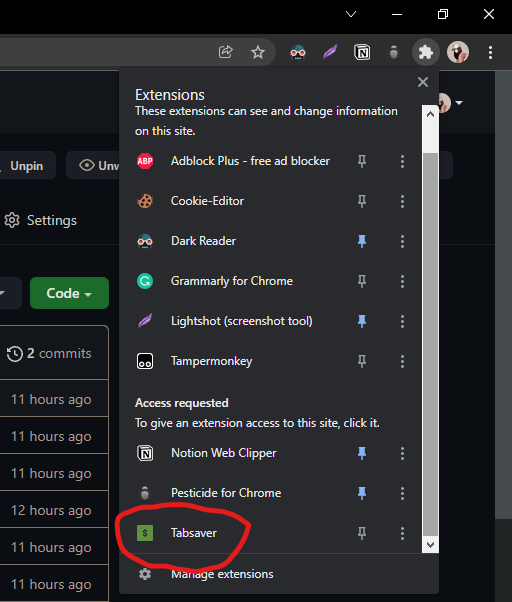 Extensions
These extensions can see and change information
on this site.
Unpin
ABP
Adblock Plus - free ad blocker
Cookie-Editor
Settings
Dark Reader
G
Grammarly for Chrome
Code
Lightshot (screenshot tool)
2 commits
Tampermonkey
11 hours ago
Access requested
To give an extension access to this site, click it.
11 hours ago
N
Notion Web Clipper
11 hours ago
Pesticide for Chrome
12 hours ago
$
Tabsaver
11 hours ago
Manage extensions
11 hours ago